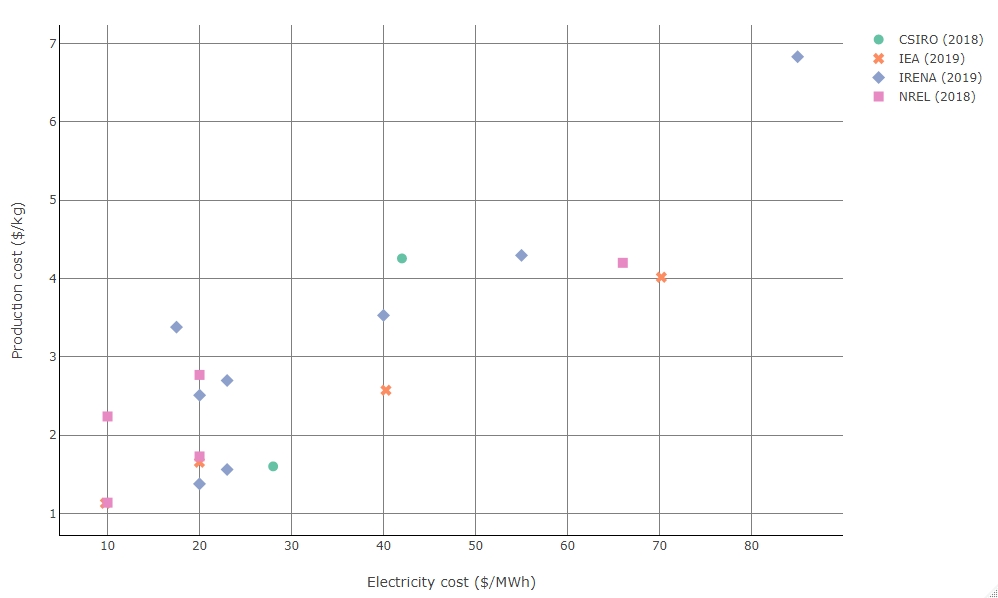 CSIRO (2018)
IEA (2019)
IRENA (2019)
NREL (2018)
Production cost ($/kg)
7
6
5
4
3
2
1
10 20 30 40 50 60 70 80
Electricity cost ($/MWh)